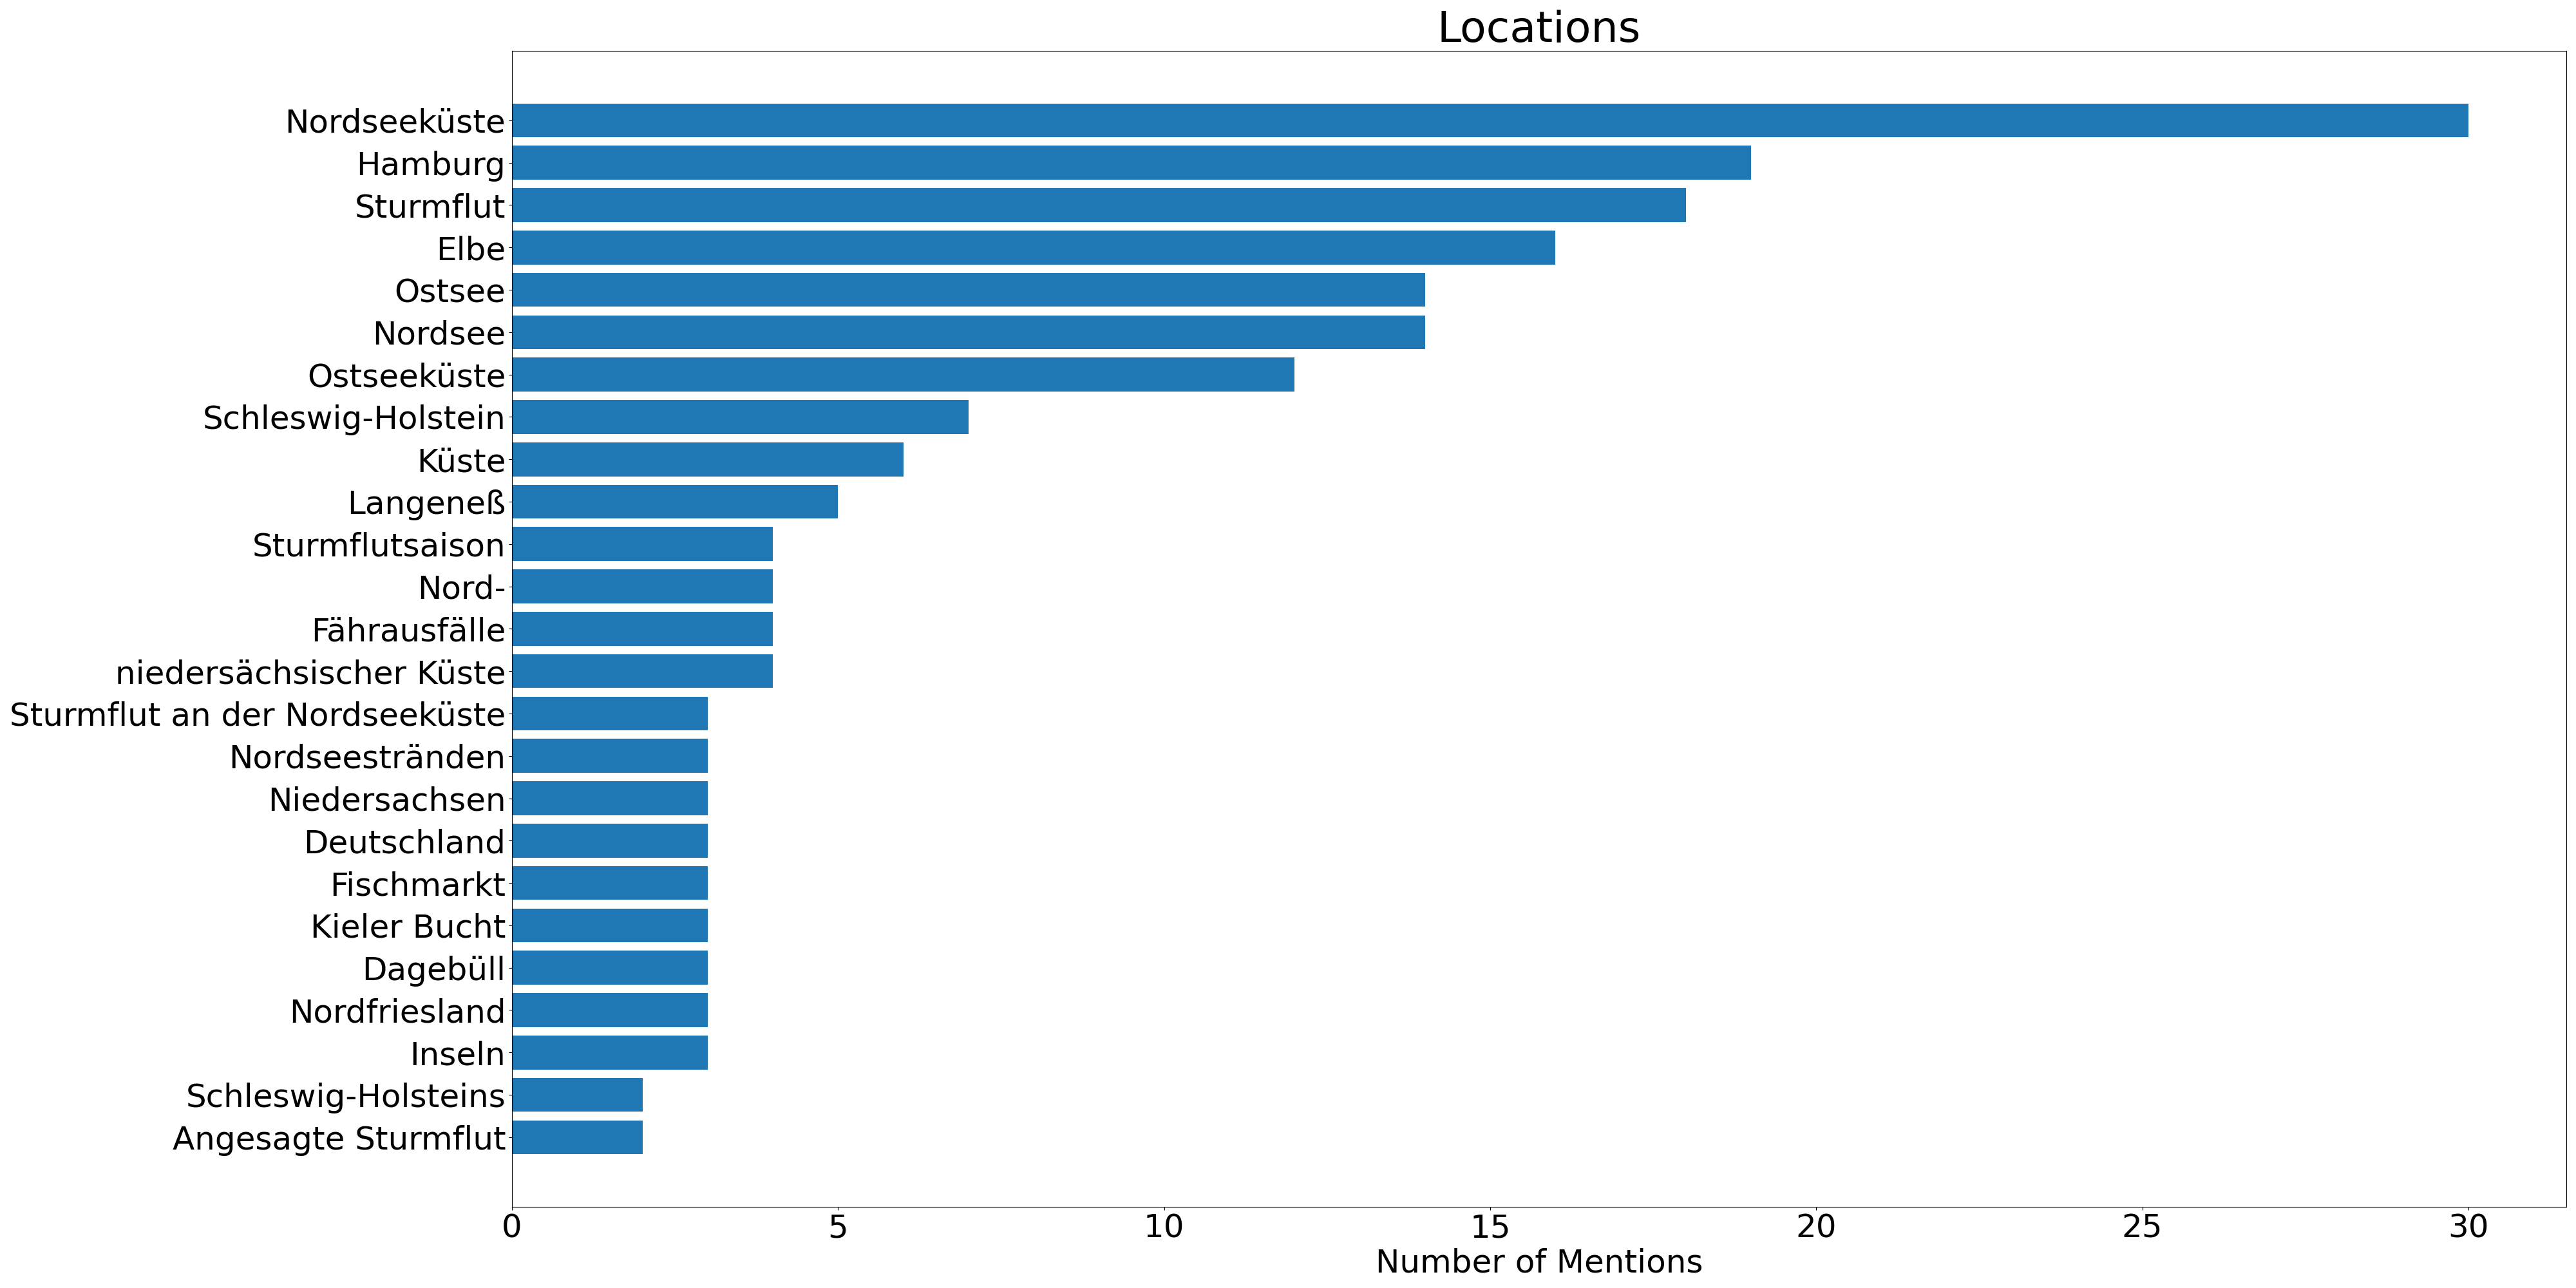 Locations
Nordseeküste
Hamburg
Sturmflut
Elbe
Ostsee
Nordsee
Ostseeküste
Schleswig-Holstein
Küste
Langeneß
Sturmflutsaison
Nord-
Fährausfälle
niedersächsischer Küste
Sturmflut an der Nordseeküste
Nordseestränden
Niedersachsen
Deutschland
Fischmarkt
Kieler Bucht
Dagebüll
Nordfriesland
Inseln
Schleswig-Holsteins
Angesagte Sturmflut
0 5 10 15 20 25 30
Number of Mentions